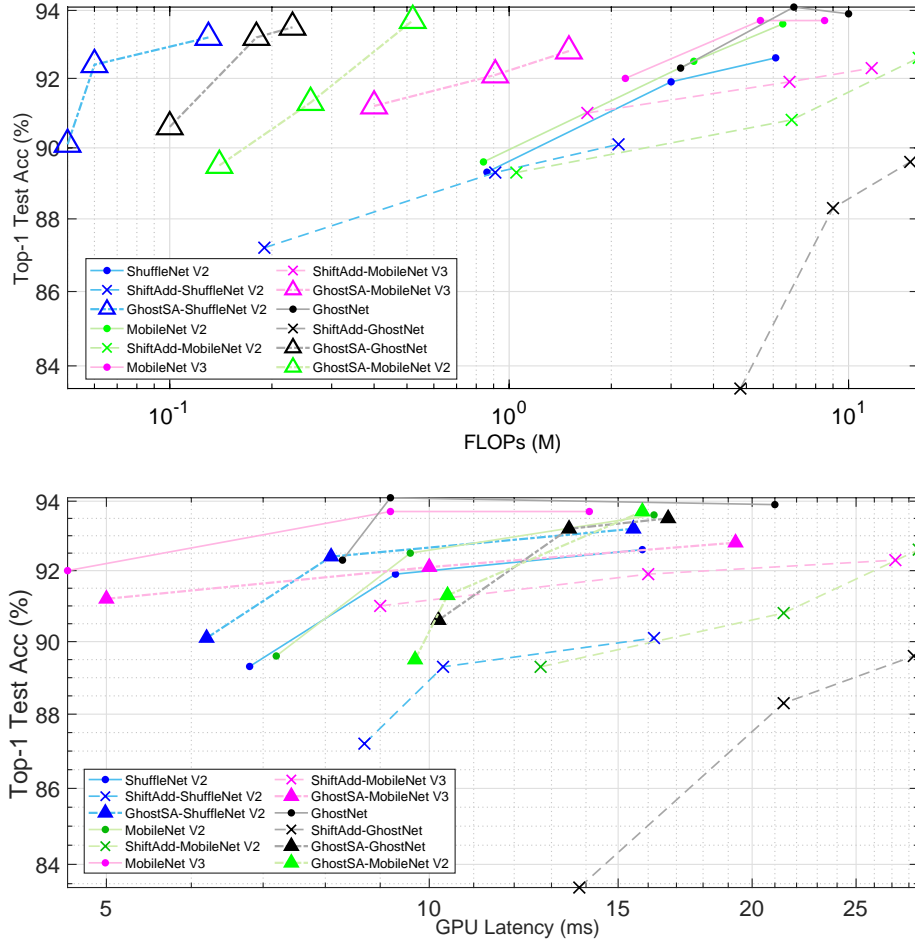 94
92
90
88
86
84
Top-1 Test Acc (%)
ShuffleNet V2
ShiftAdd-ShuffleNet V2
GhostSA-ShuffleNet V2
MobileNet V2
ShiftAdd-MobileNet V2
MobileNet V3
ShiftAdd-MobileNet V3
GhostSA-MobileNet V3
GhostNet
ShiftAdd-GhostNet
GhostSA-GhostNet
GhostSA-MobileNet V2
10⁻¹ 10⁰ 10¹
FLOPs (M)
94
92
90
88
86
84
Top-1 Test Acc (%)
ShuffleNet V2
ShiftAdd-ShuffleNet V2
GhostSA-ShuffleNet V2
MobileNet V2
ShiftAdd-MobileNet V2
MobileNet V3
ShiftAdd-MobileNet V3
GhostSA-MobileNet V3
GhostNet
ShiftAdd-GhostNet
GhostSA-GhostNet
GhostSA-MobileNet V2
5 10 15 20 25
GPU Latency (ms)